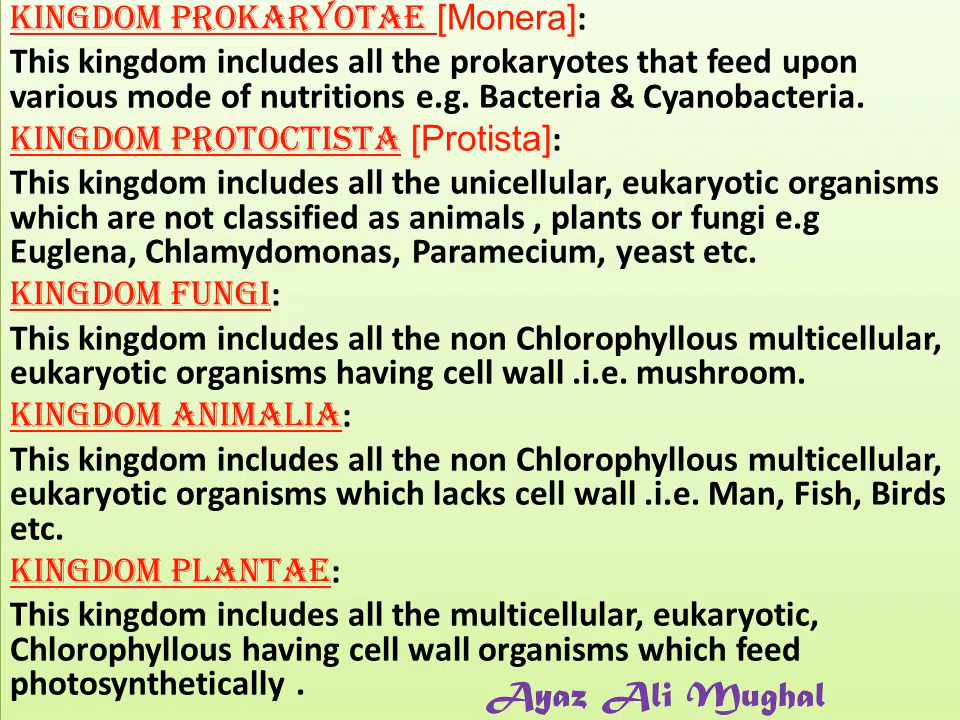 KINGDOM PROKARYOTAE [Monera]:
This kingdom includes all the prokaryotes that feed upon
various mode of nutritions e.g. Bacteria & Cyanobacteria.
KINGDOM PROTOCTISTA [Protista]:
This kingdom includes all the unicellular, eukaryotic organisms
which are not classified as animals , plants or fungi e.g
Euglena, Chlamydomonas, Paramecium, yeast etc.
KINGDOM FUNGI:
This kingdom includes all the non Chlorophyllous multicellular,
eukaryotic organisms having cell wall .i.e. mushroom.
KINGDOM ANIMALIA:
This kingdom includes all the non Chlorophyllous multicellular,
eukaryotic organisms which lacks cell wall .i.e. Man, Fish, Birds
etc.
KINGDOM PLANTAE:
This kingdom includes all the multicellular, eukaryotic,
Chlorophyllous having cell wall organisms which feed
photosynthetically .
Ayaz Ali Mughal